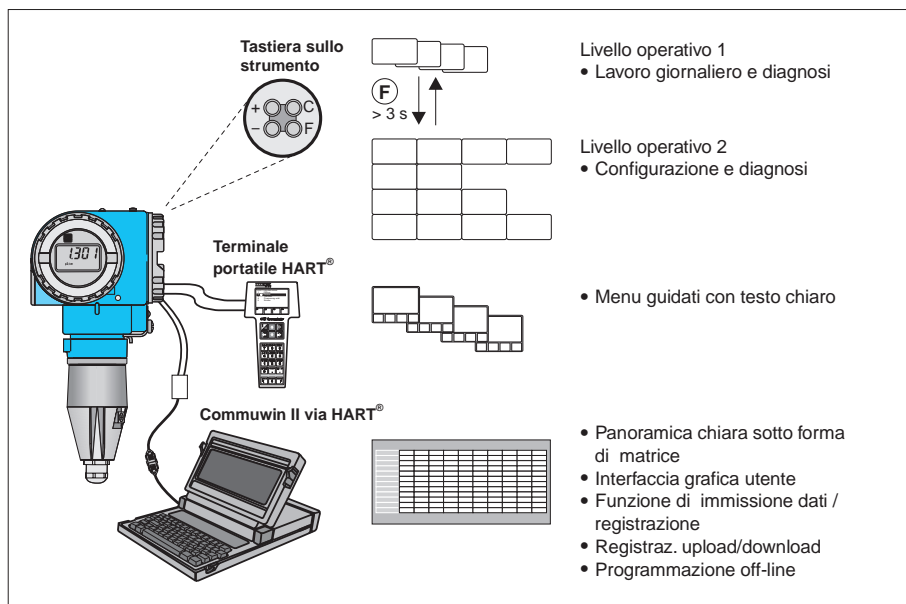 Tastiera sullo
strumento
+ C
− F
F
> 3 s
Livello operativo 1
• Lavoro giornaliero e diagnosi
Livello operativo 2
• Configurazione e diagnosi
1.301
Terminale
portatile HART®
• Menu guidati con testo chiaro
Commuwin II via HART®
• Panoramica chiara sotto forma
di matrice
• Interfaccia grafica utente
• Funzione di immissione dati /
registrazione
• Registraz. upload/download
• Programmazione off-line